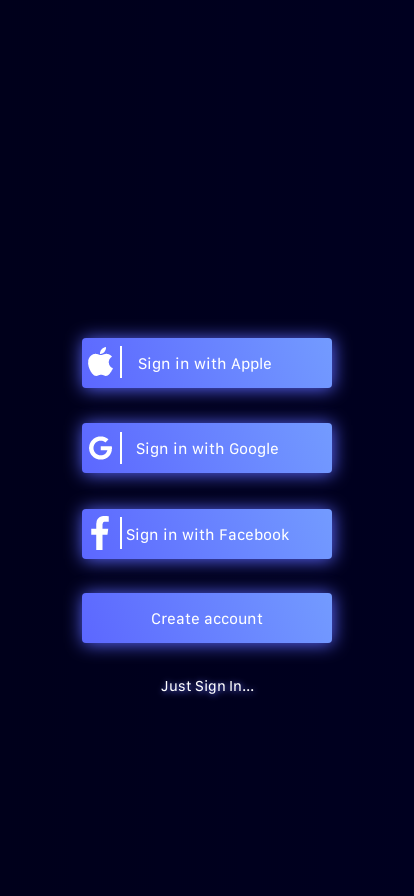 Sign in with Apple
Sign in with Google
Sign in with Facebook
Create account
Just Sign In...